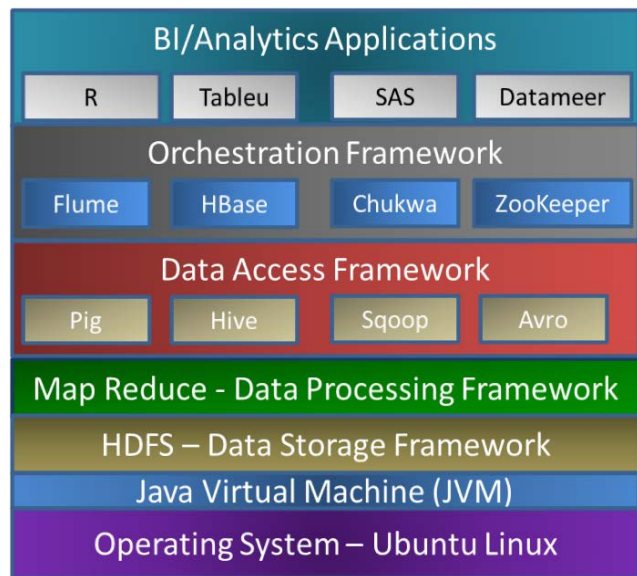 BI/Analytics Applications
R Tableu SAS Datameer
Orchestration Framework
Flume HBase Chukwa ZooKeeper
Data Access Framework
Pig Hive Sqoop Avro
Map Reduce - Data Processing Framework
HDFS – Data Storage Framework
Java Virtual Machine (JVM)
Operating System – Ubuntu Linux